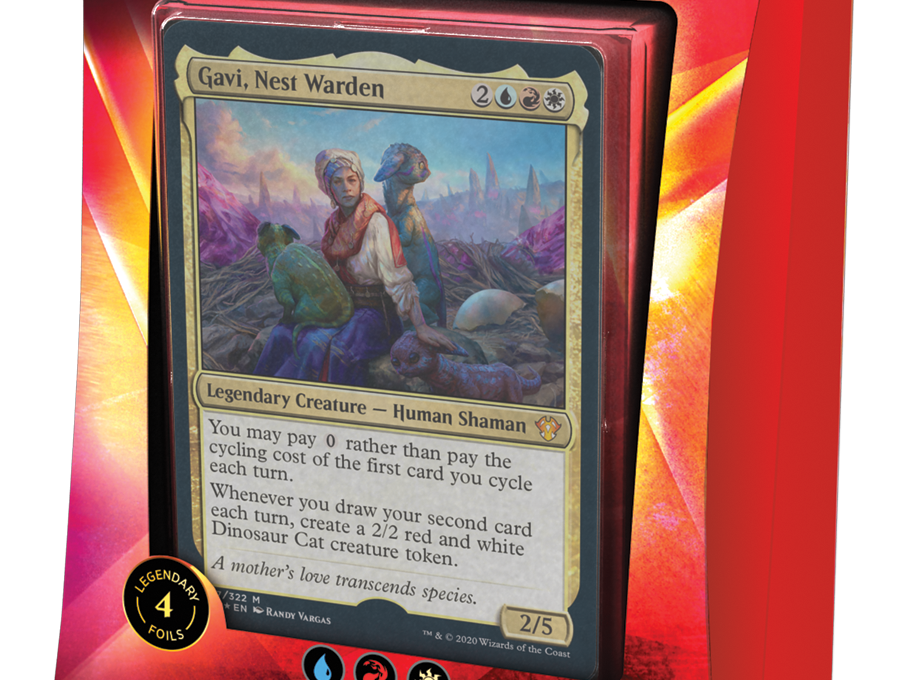 Gavi, Nest Warden
2
Legendary Creature — Human Shaman
You may pay 0 rather than pay the
cycling cost of the first card you cycle
each turn.
Whenever you draw your second card
each turn, create a 2/2 red and white
Dinosaur Cat creature token.
A mother's love transcends species.
/322 M
EN RANDY VARGAS
2/5
™ & © 2020 Wizards of the Coast
LEGENDARY
4
FOILS